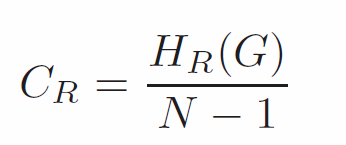 C_R = \frac{H_R(G)}{N - 1}